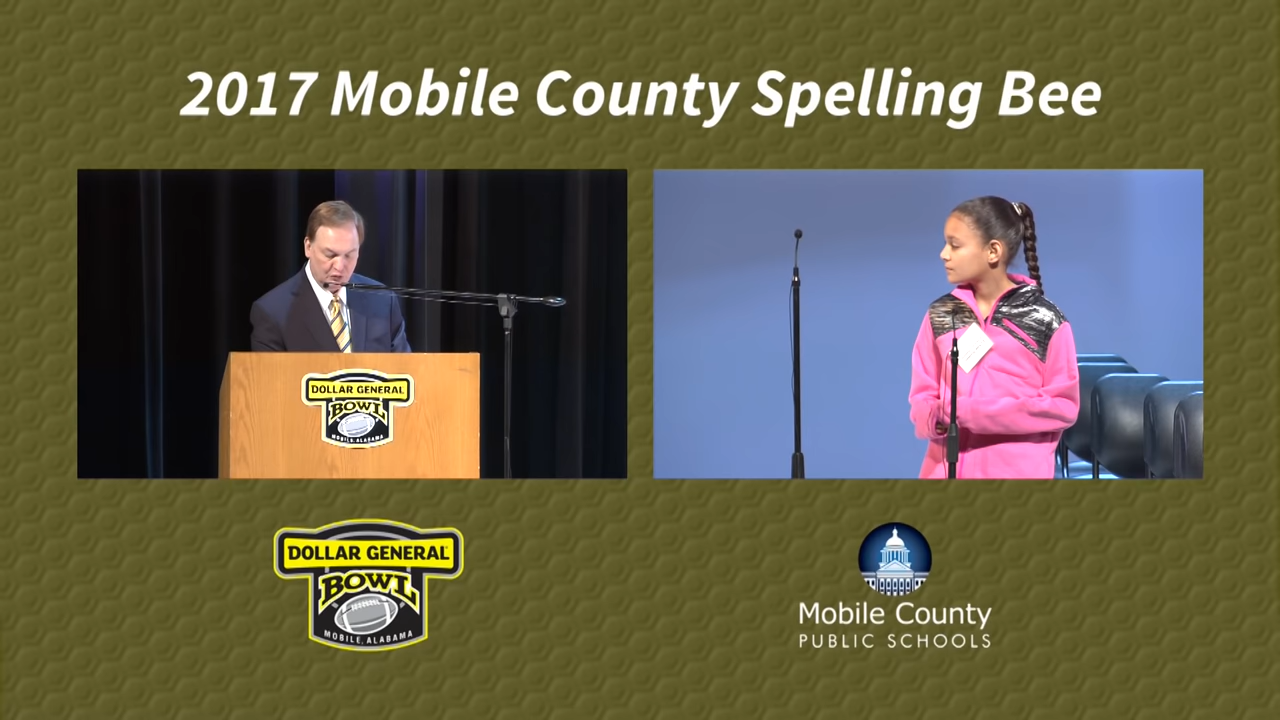 2017 Mobile County Spelling Bee
DOLLAR GENERAL
BOWL
MOBILE, ALABAMA
DOLLAR GENERAL
BOWL
MOBILE, ALABAMA
Mobile County
PUBLIC SCHOOLS